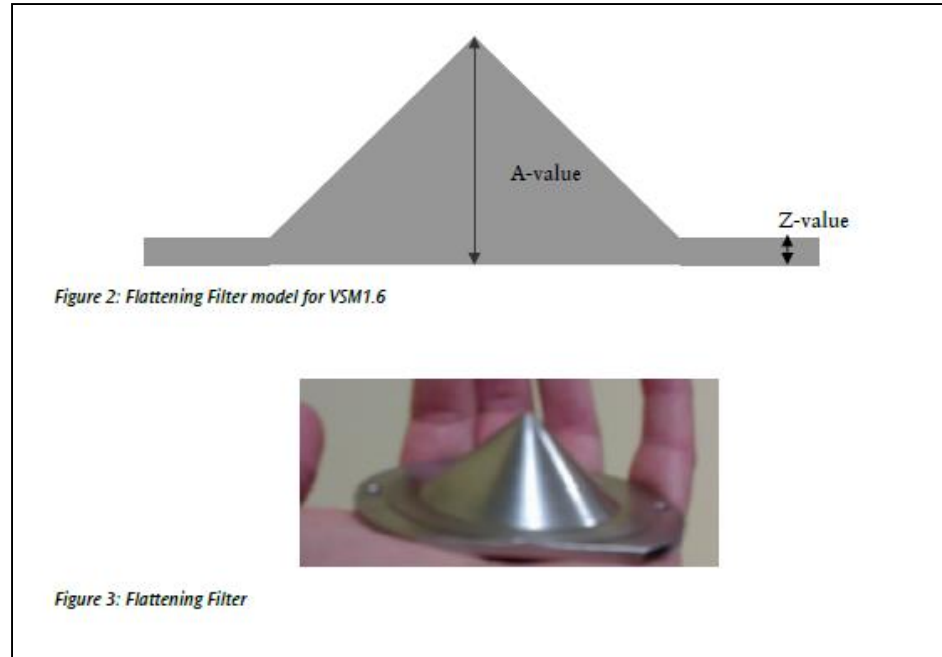 A-value
Z-value
Figure 2: Flattening Filter model for VSM1.6
Figure 3: Flattening Filter